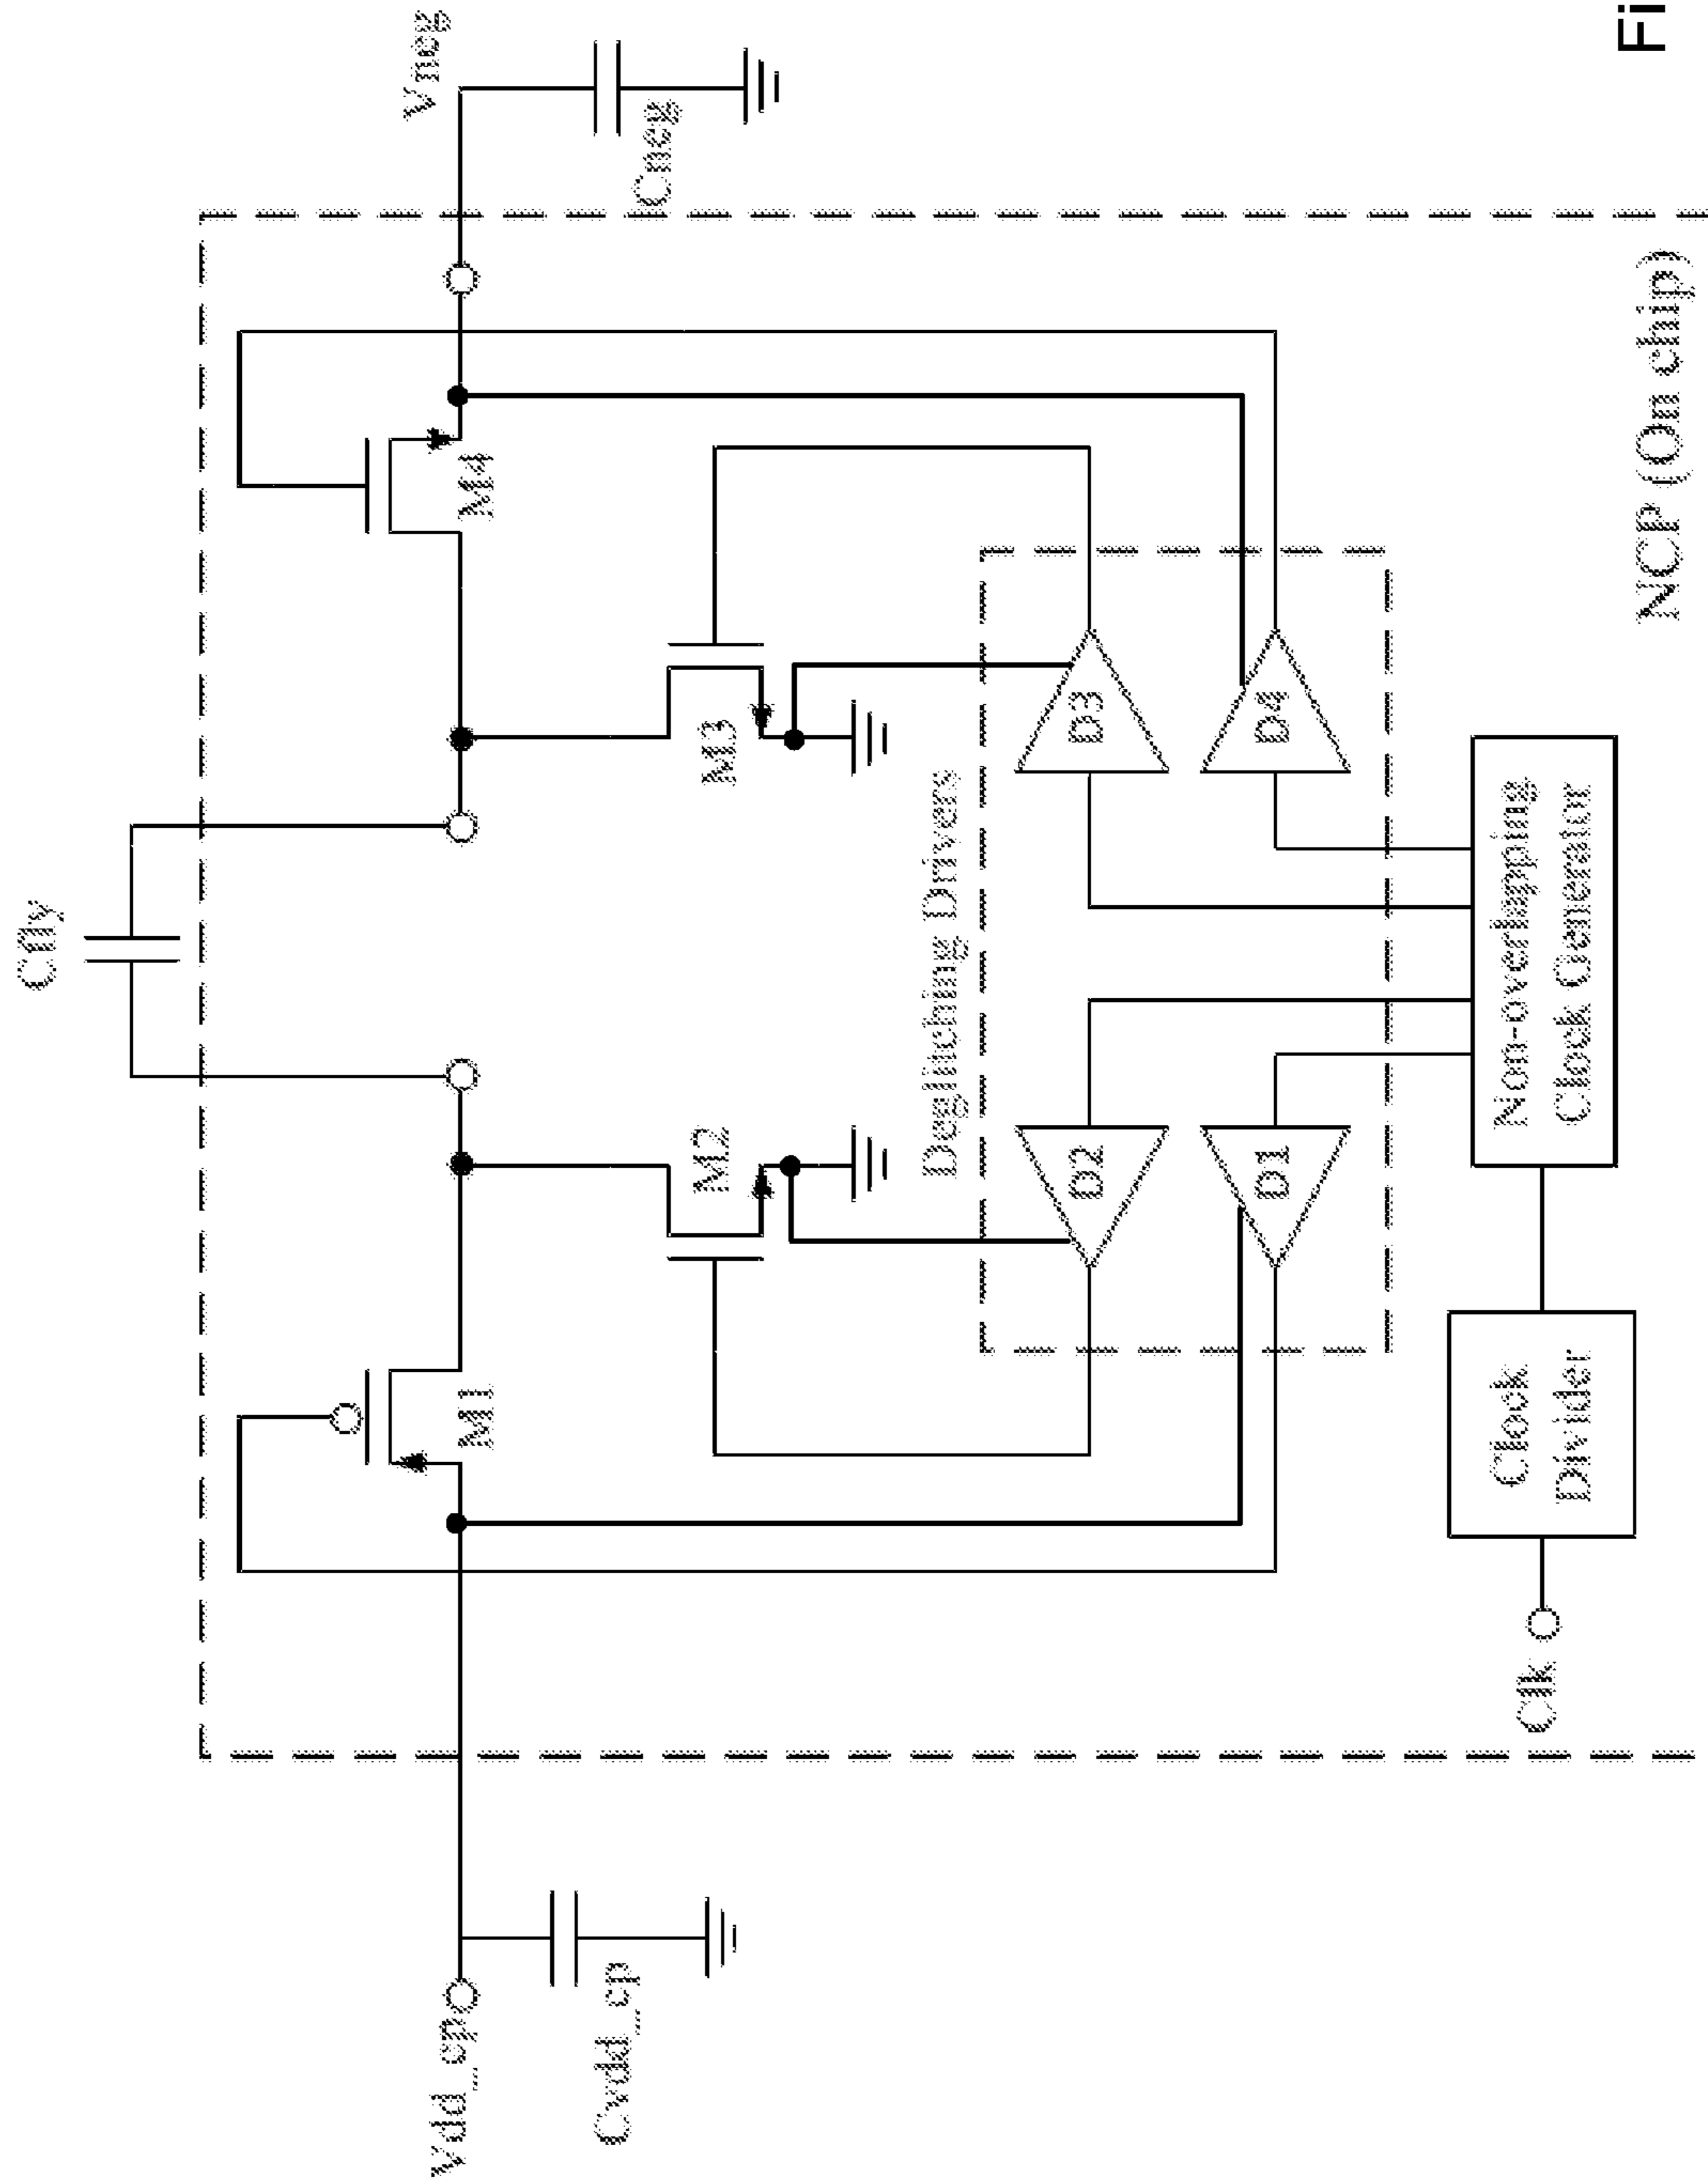 Cfly
Vdd_cp
Vneg
M1
M4
Cvdd_cp
Cneg
M2
M3
Deglitching Drivers
D2
D3
D1
D4
Clk
Clock
Divider
Non-overlapping
Clock Generator
NCP (On chip)
Fi